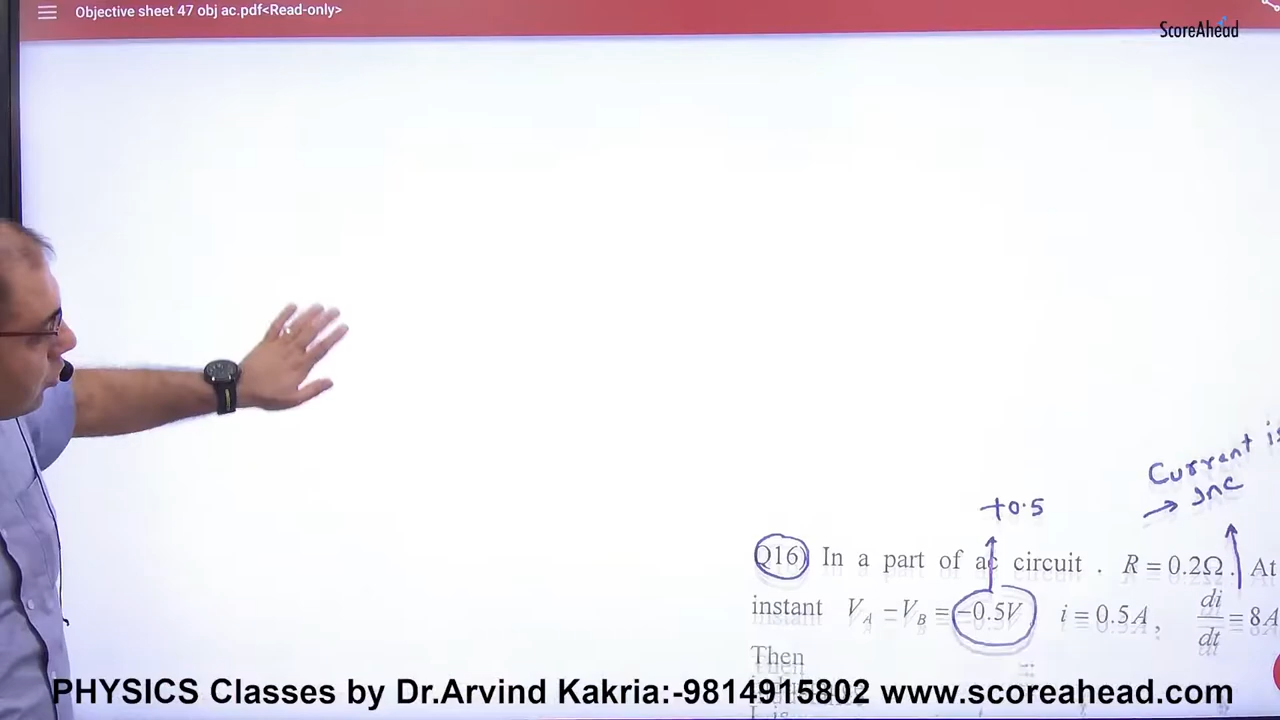 Objective sheet 47 obj ac.pdf<Read-only>
ScoreAhead
Current is
→ Inc
+0.5
Q16) In a part of ac circuit . R = 0.2Ω . At
instant V_A − V_B = −0.5V i = 0.5A , di/dt = 8A
Then
PHYSICS Classes by Dr.Arvind Kakria:-9814915802 www.scoreahead.com